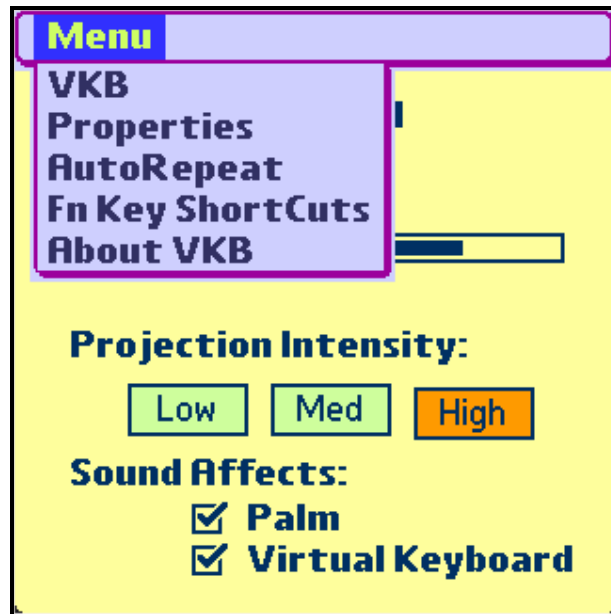 Menu
VKB
Properties
AutoRepeat
Fn Key ShortCuts
About VKB
Projection Intensity:
Low Med High
Sound Affects:
Palm
Virtual Keyboard